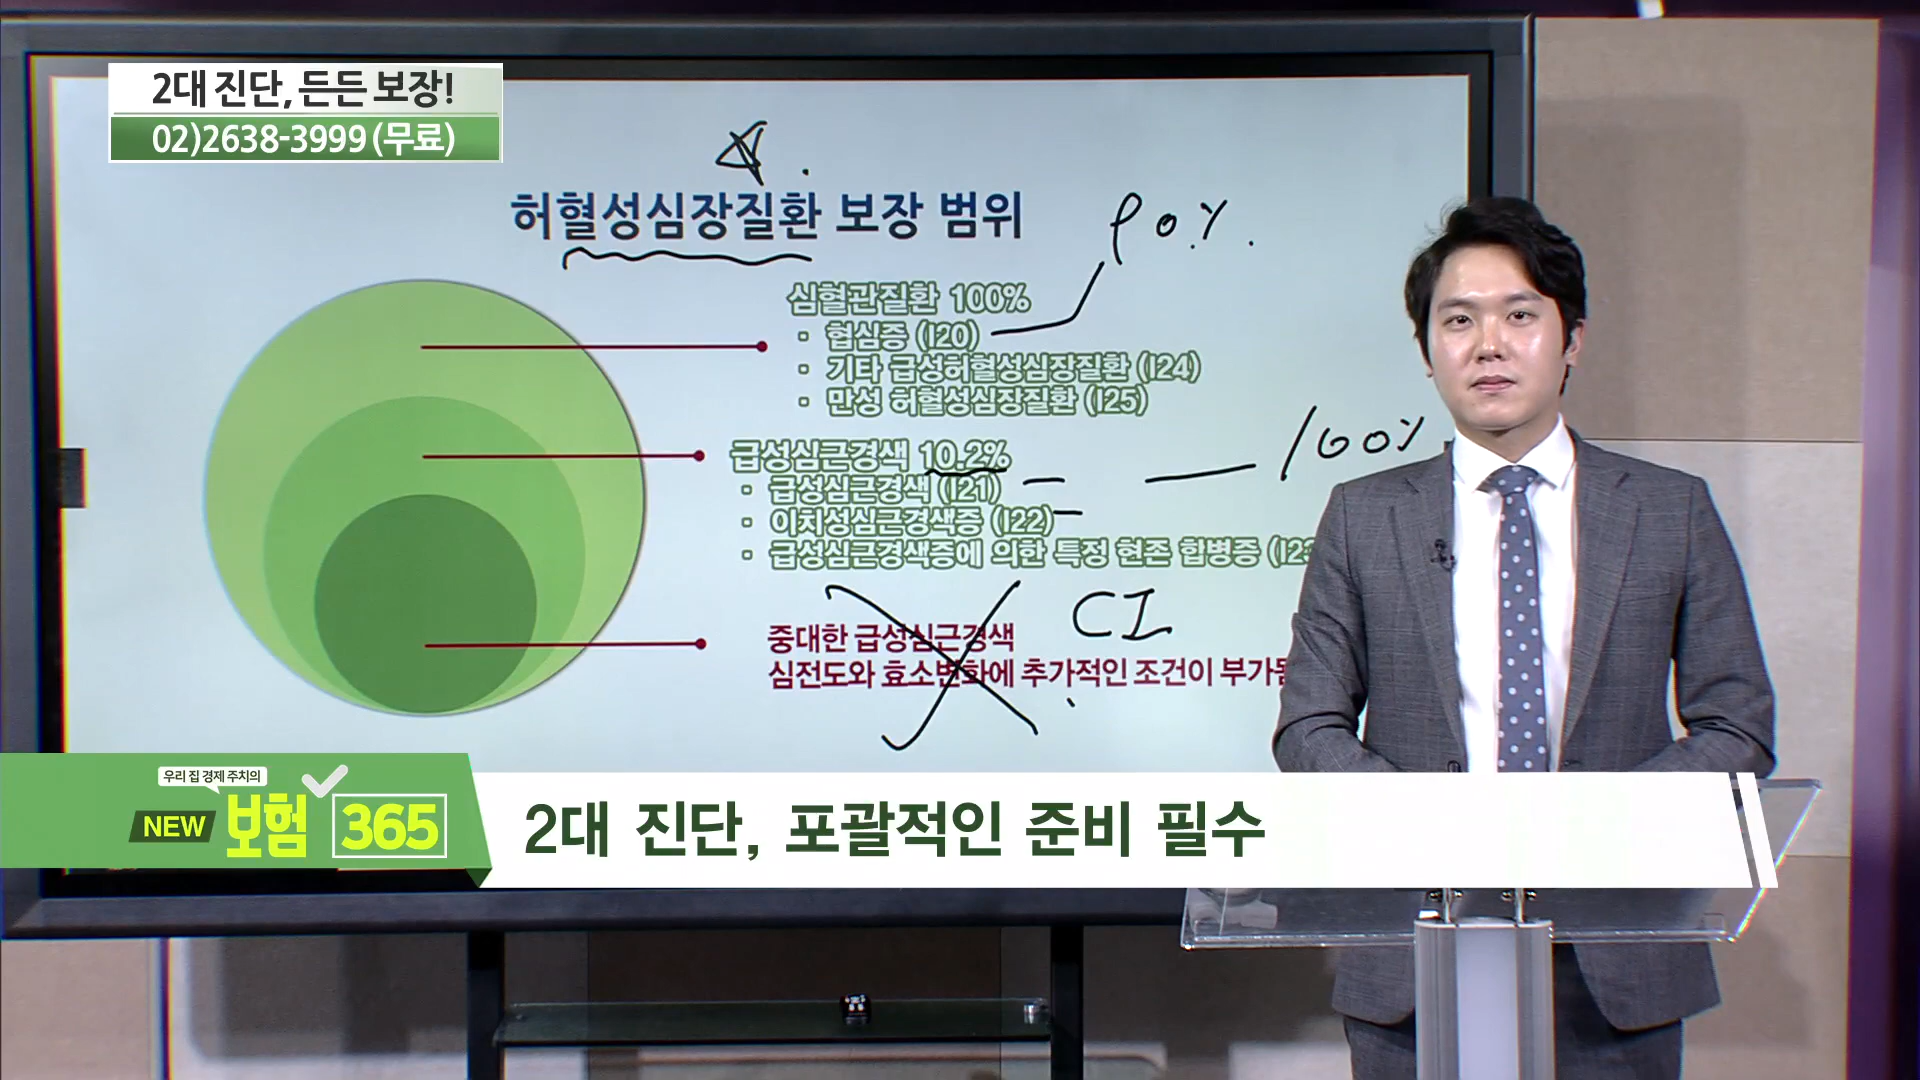 2대 진단, 든든 보장!
02)2638-3999 (무료)
허혈성심장질환 보장 범위
90%
심혈관질환 100%
협심증 (I20)
기타 급성허혈성심장질환 (I24)
만성 허혈성심장질환 (I25)
급성심근경색 10.2%
100%
급성심근경색 (I21)
이차성심근경색증 (I22)
급성심근경색증에 의한 특정 현존 합병증 (I23
CI
중대한 급성심근경색
심전도와 효소변화에 추가적인 조건이 부가됨
우리 집 경제 주치의
NEW 보험 365
2대 진단, 포괄적인 준비 필수